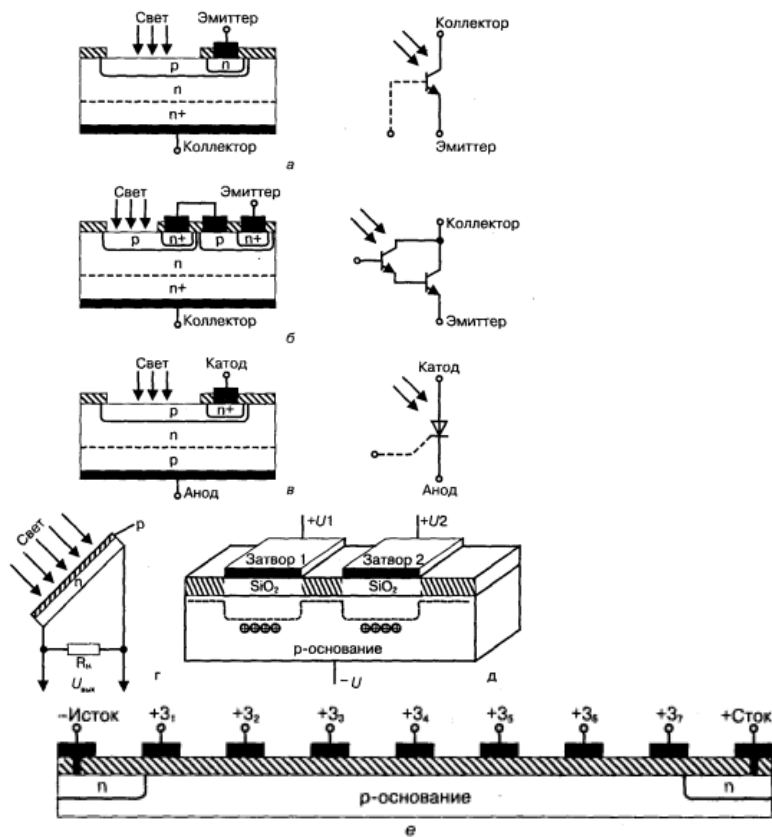 Свет Эмиттер Коллектор
p n
n
n+
Коллектор Эмиттер
а
Свет Эмиттер Коллектор
p n+ p n+
n
n+
Коллектор Эмиттер
б
Свет Катод Катод
p n+
n
p
Анод Анод
в
Свет p
n
Rн
Uвых
г
+U1 +U2
Затвор 1 Затвор 2
SiO₂ SiO₂
⊕⊕⊕⊕ ⊕⊕⊕⊕
р-основание
−U
д
−Исток +З₁ +З₂ +З₃ +З₄ +З₅ +З₆ +З₇ +Сток
n n
р-основание
е